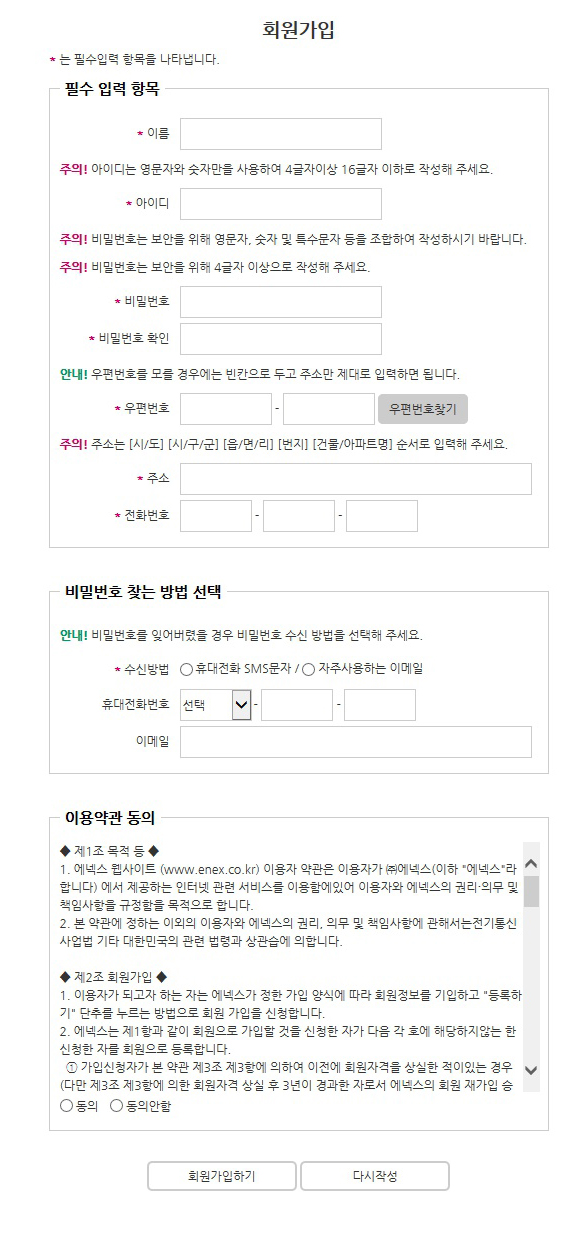 회원가입
* 는 필수입력 항목을 나타냅니다.
필수 입력 항목
* 이름
주의! 아이디는 영문자와 숫자만을 사용하여 4글자이상 16글자 이하로 작성해 주세요.
* 아이디
주의! 비밀번호는 보안을 위해 영문자, 숫자 및 특수문자 등을 조합하여 작성하시기 바랍니다.
주의! 비밀번호는 보안을 위해 4글자 이상으로 작성해 주세요.
* 비밀번호
* 비밀번호 확인
안내! 우편번호를 모를 경우에는 빈칸으로 두고 주소만 제대로 입력하면 됩니다.
* 우편번호 - 우편번호찾기
주의! 주소는 [시/도] [시/구/군] [읍/면/리] [번지] [건물/아파트명] 순서로 입력해 주세요.
* 주소
* 전화번호 - -
비밀번호 찾는 방법 선택
안내! 비밀번호를 잊어버렸을 경우 비밀번호 수신 방법을 선택해 주세요.
* 수신방법 휴대전화 SMS문자 / 자주사용하는 이메일
휴대전화번호 선택 - -
이메일
이용약관 동의
◆ 제1조 목적 등 ◆
1. 에넥스 웹사이트 (www.enex.co.kr) 이용자 약관은 이용자가 ㈜에넥스(이하 "에넥스"라
합니다) 에서 제공하는 인터넷 관련 서비스를 이용함에있어 이용자와 에넥스의 권리·의무 및
책임사항을 규정함을 목적으로 합니다.
2. 본 약관에 정하는 이외의 이용자와 에넥스의 권리, 의무 및 책임사항에 관해서는전기통신
사업법 기타 대한민국의 관련 법령과 상관습에 의합니다.
◆ 제2조 회원가입 ◆
1. 이용자가 되고자 하는 자는 에넥스가 정한 가입 양식에 따라 회원정보를 기입하고 "등록하
기" 단추를 누르는 방법으로 회원 가입을 신청합니다.
2. 에넥스는 제1항과 같이 회원으로 가입할 것을 신청한 자가 다음 각 호에 해당하지않는 한
신청한 자를 회원으로 등록합니다.
① 가입신청자가 본 약관 제3조 제3항에 의하여 이전에 회원자격을 상실한 적이있는 경우
(다만 제3조 제3항에 의한 회원자격 상실 후 3년이 경과한 자로서 에넥스의 회원 재가입 승
동의 동의안함
회원가입하기 다시작성